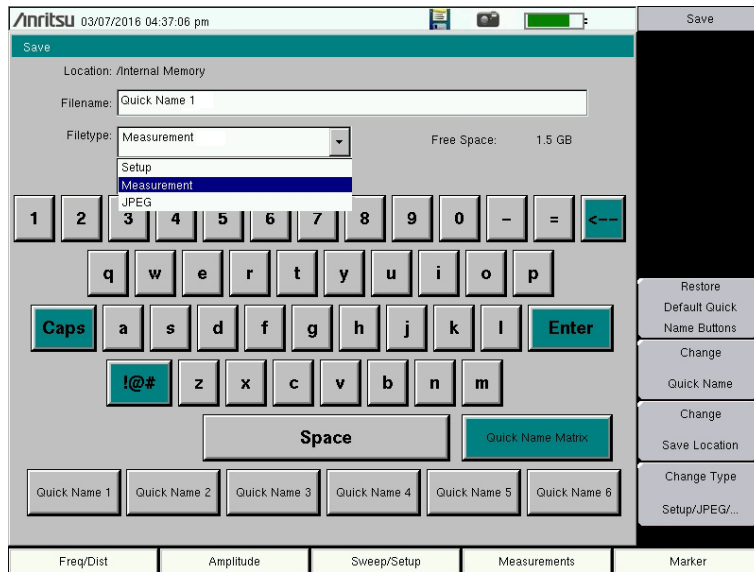 Anritsu 03/07/2016 04:37:06 pm
Save
Save
Location: /Internal Memory
Filename: Quick Name 1
Filetype: Measurement
Free Space: 1.5 GB
Setup
Measurement
JPEG
1 2 3 4 5 6 7 8 9 0 - = <--
q w e r t y u i o p
Caps a s d f g h j k l Enter
!@# z x c v b n m
Space Quick Name Matrix
Quick Name 1 Quick Name 2 Quick Name 3 Quick Name 4 Quick Name 5 Quick Name 6
Restore
Default Quick
Name Buttons
Change
Quick Name
Change
Save Location
Change Type
Setup/JPEG/...
Freq/Dist Amplitude Sweep/Setup Measurements Marker